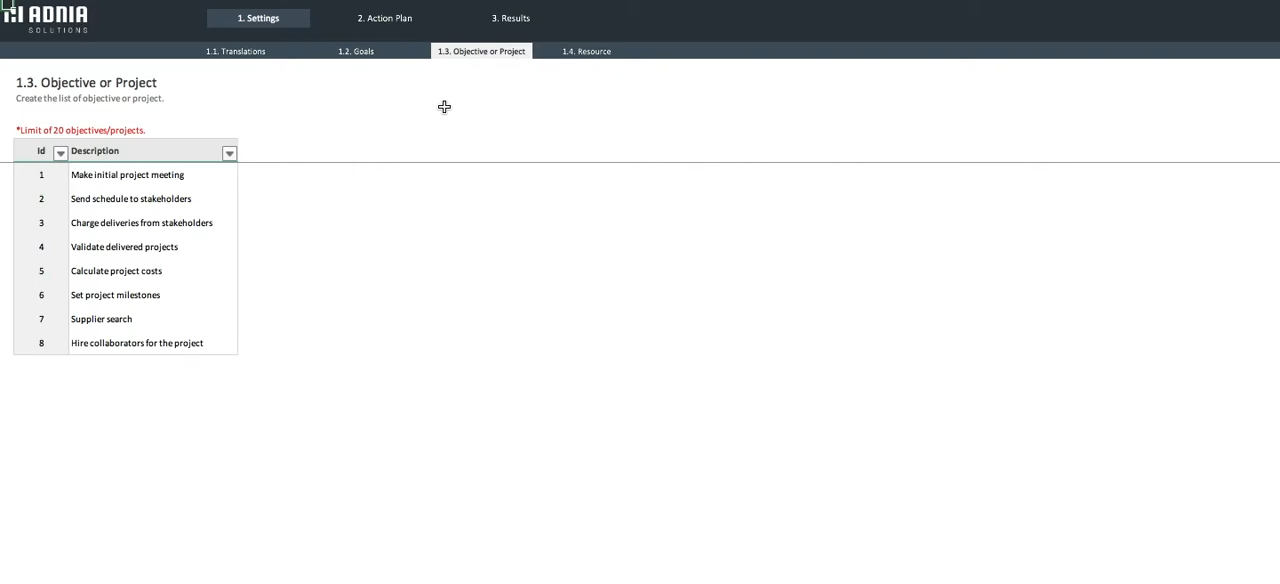 ADNIA
SOLUTIONS
1. Settings
2. Action Plan
3. Results
1.1. Translations
1.2. Goals
1.3. Objective or Project
1.4. Resource
1.3. Objective or Project
Create the list of objective or project.
*Limit of 20 objectives/projects.
Id Description
1 Make initial project meeting
2 Send schedule to stakeholders
3 Charge deliveries from stakeholders
4 Validate delivered projects
5 Calculate project costs
6 Set project milestones
7 Supplier search
8 Hire collaborators for the project